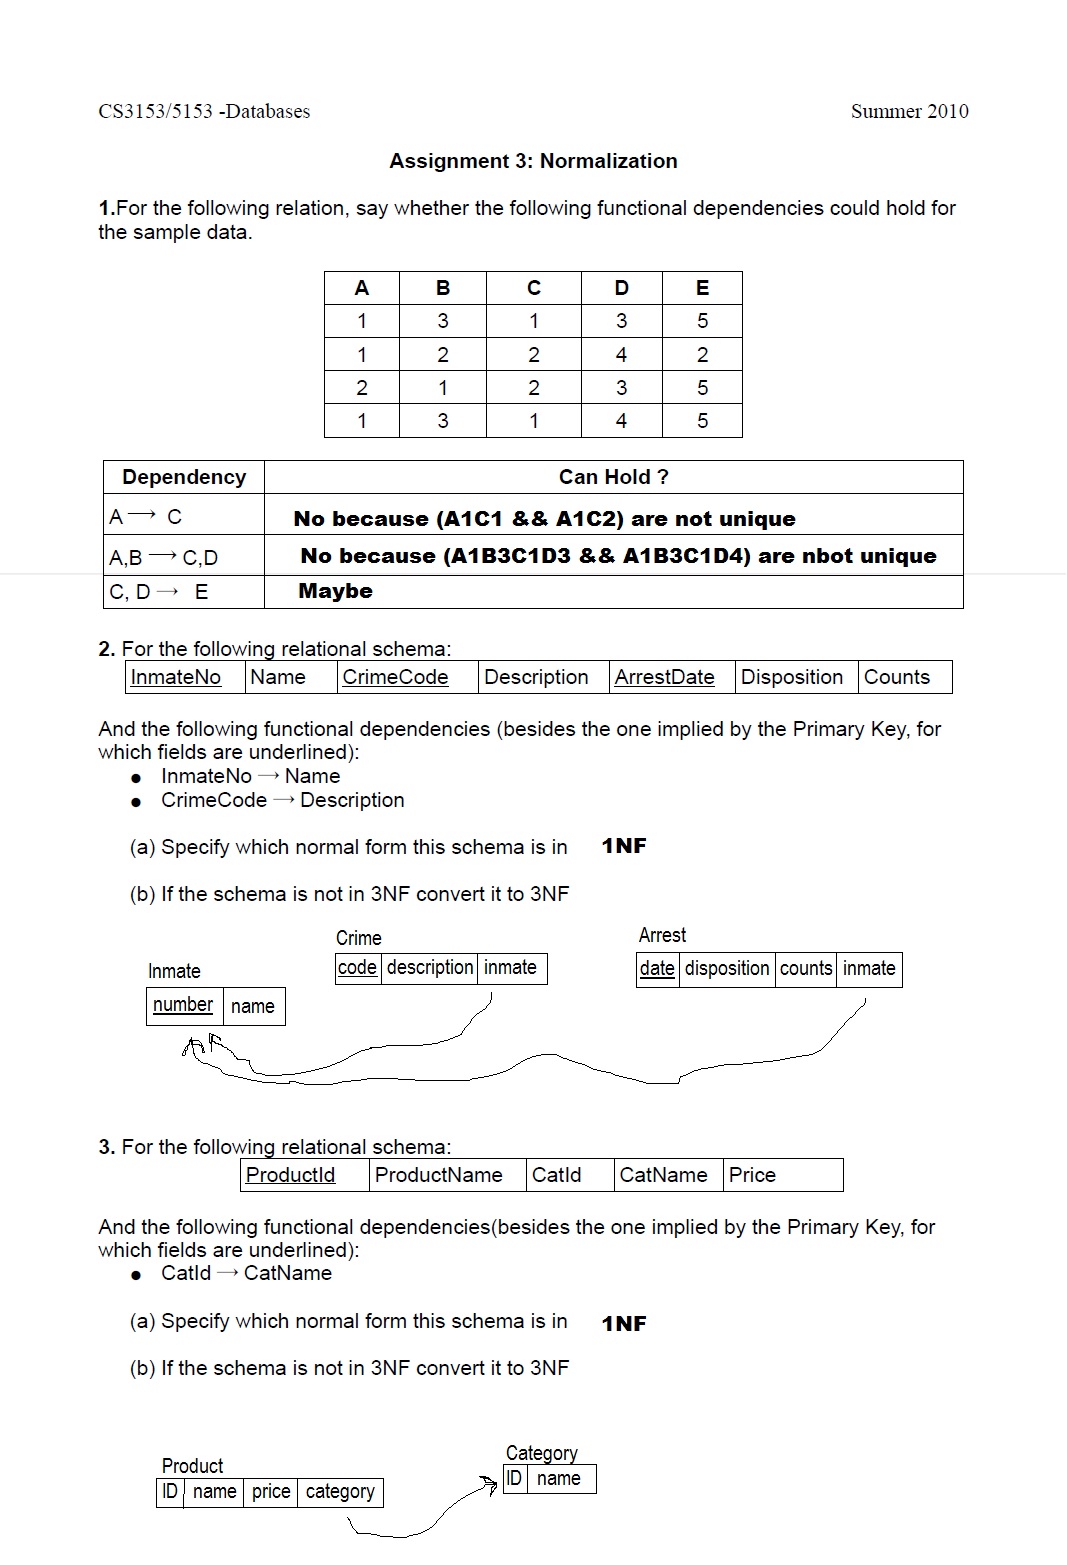 CS3153/5153 -Databases Summer 2010
Assignment 3: Normalization
1.For the following relation, say whether the following functional dependencies could hold for
the sample data.
A B C D E
1 3 1 3 5
1 2 2 4 2
2 1 2 3 5
1 3 1 4 5
Dependency Can Hold ?
A → C No because (A1C1 && A1C2) are not unique
A,B → C,D No because (A1B3C1D3 && A1B3C1D4) are nbot unique
C, D → E Maybe
2. For the following relational schema:
InmateNo Name CrimeCode Description ArrestDate Disposition Counts
And the following functional dependencies (besides the one implied by the Primary Key, for
which fields are underlined):
● InmateNo → Name
● CrimeCode → Description
(a) Specify which normal form this schema is in 1NF
(b) If the schema is not in 3NF convert it to 3NF
Crime
Arrest
code description inmate
date disposition counts inmate
Inmate
number name
3. For the following relational schema:
ProductId ProductName CatId CatName Price
And the following functional dependencies(besides the one implied by the Primary Key, for
which fields are underlined):
● CatId → CatName
(a) Specify which normal form this schema is in 1NF
(b) If the schema is not in 3NF convert it to 3NF
Category
ID name
Product
ID name price category